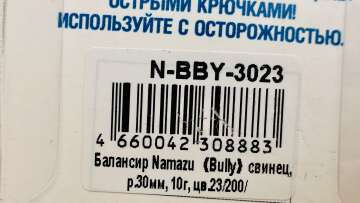 ОСТРЫМИ КРЮЧКАМИ!
ИСПОЛЬЗУЙТЕ С ОСТОРОЖНОСТЬЮ.
N-BBY-3023
4 660042 308883
Балансир Namazu 《Bully》 свинец,
р.30мм, 10г, цв.23/200/